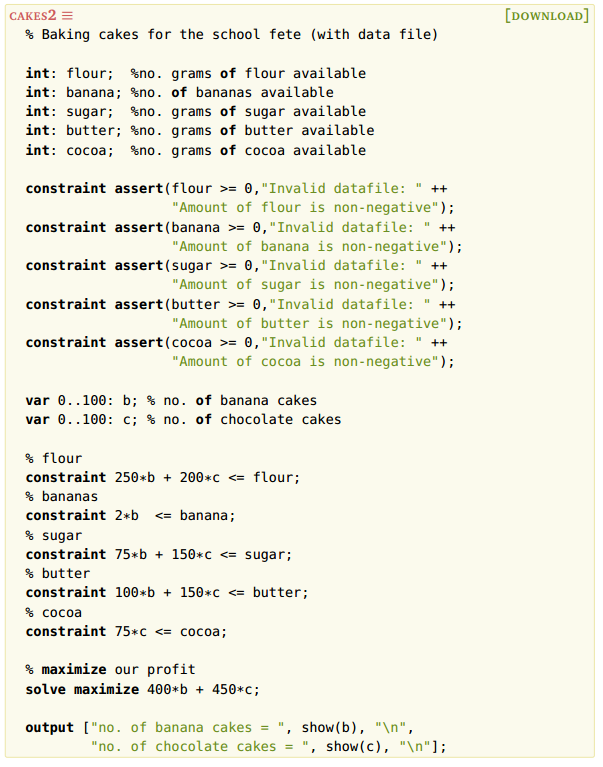 CAKES2 ≡ [DOWNLOAD]
% Baking cakes for the school fete (with data file)
int: flour;  %no. grams of flour available
int: banana; %no. of bananas available
int: sugar;  %no. grams of sugar available
int: butter; %no. grams of butter available
int: cocoa;  %no. grams of cocoa available
constraint assert(flour >= 0,"Invalid datafile: " ++
                  "Amount of flour is non-negative");
constraint assert(banana >= 0,"Invalid datafile: " ++
                  "Amount of banana is non-negative");
constraint assert(sugar >= 0,"Invalid datafile: " ++
                  "Amount of sugar is non-negative");
constraint assert(butter >= 0,"Invalid datafile: " ++
                  "Amount of butter is non-negative");
constraint assert(cocoa >= 0,"Invalid datafile: " ++
                  "Amount of cocoa is non-negative");
var 0..100: b; % no. of banana cakes
var 0..100: c; % no. of chocolate cakes
% flour
constraint 250*b + 200*c <= flour;
% bananas
constraint 2*b  <= banana;
% sugar
constraint 75*b + 150*c <= sugar;
% butter
constraint 100*b + 150*c <= butter;
% cocoa
constraint 75*c <= cocoa;
% maximize our profit
solve maximize 400*b + 450*c;
output ["no. of banana cakes = ", show(b), "\n",
        "no. of chocolate cakes = ", show(c), "\n"];